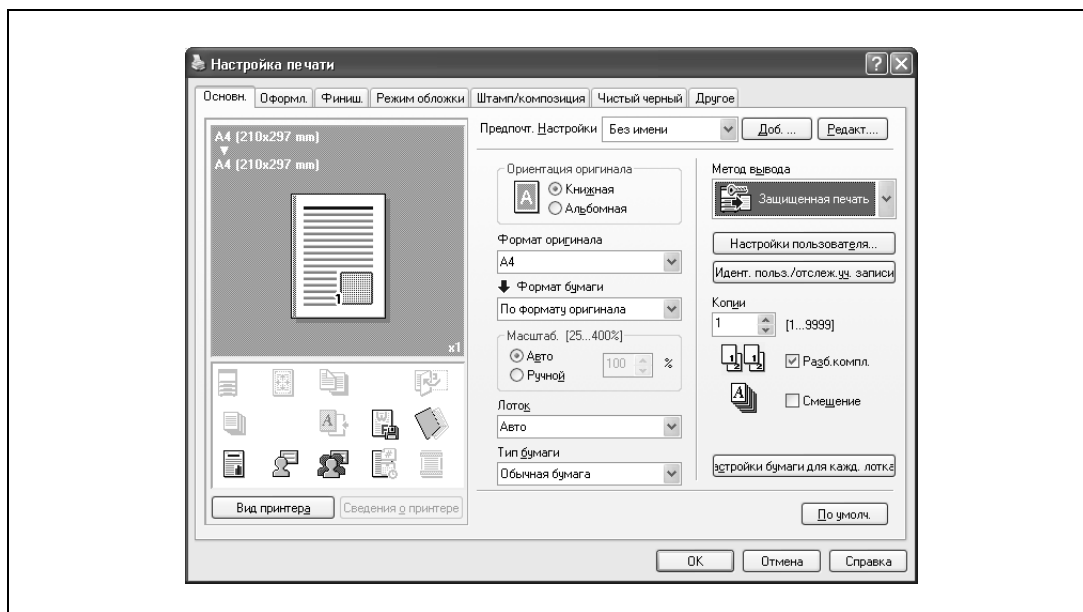 Настройка печати
Основн. Оформл. Финиш. Режим обложки Штамп/композиция Чистый черный Другое
A4 (210x297 mm)
A4 (210x297 mm)
x1
Вид принтера Сведения о принтере
Предпочт. Настройки Без имени Доб. ... Редакт....
Ориентация оригинала
A Книжная
Альбомная
Формат оригинала
A4
Формат бумаги
По формату оригинала
Масштаб. [25...400%]
Авто
Ручной
100 %
Лоток
Авто
Тип бумаги
Обычная бумага
Метод вывода
Защищенная печать
Настройки пользователя...
Идент. польз./отслеж.уч. записи
Копии
1 [1...9999]
Разб.компл.
Смещение
астройки бумаги для кажд. лотка
По умолч.
OK Отмена Справка